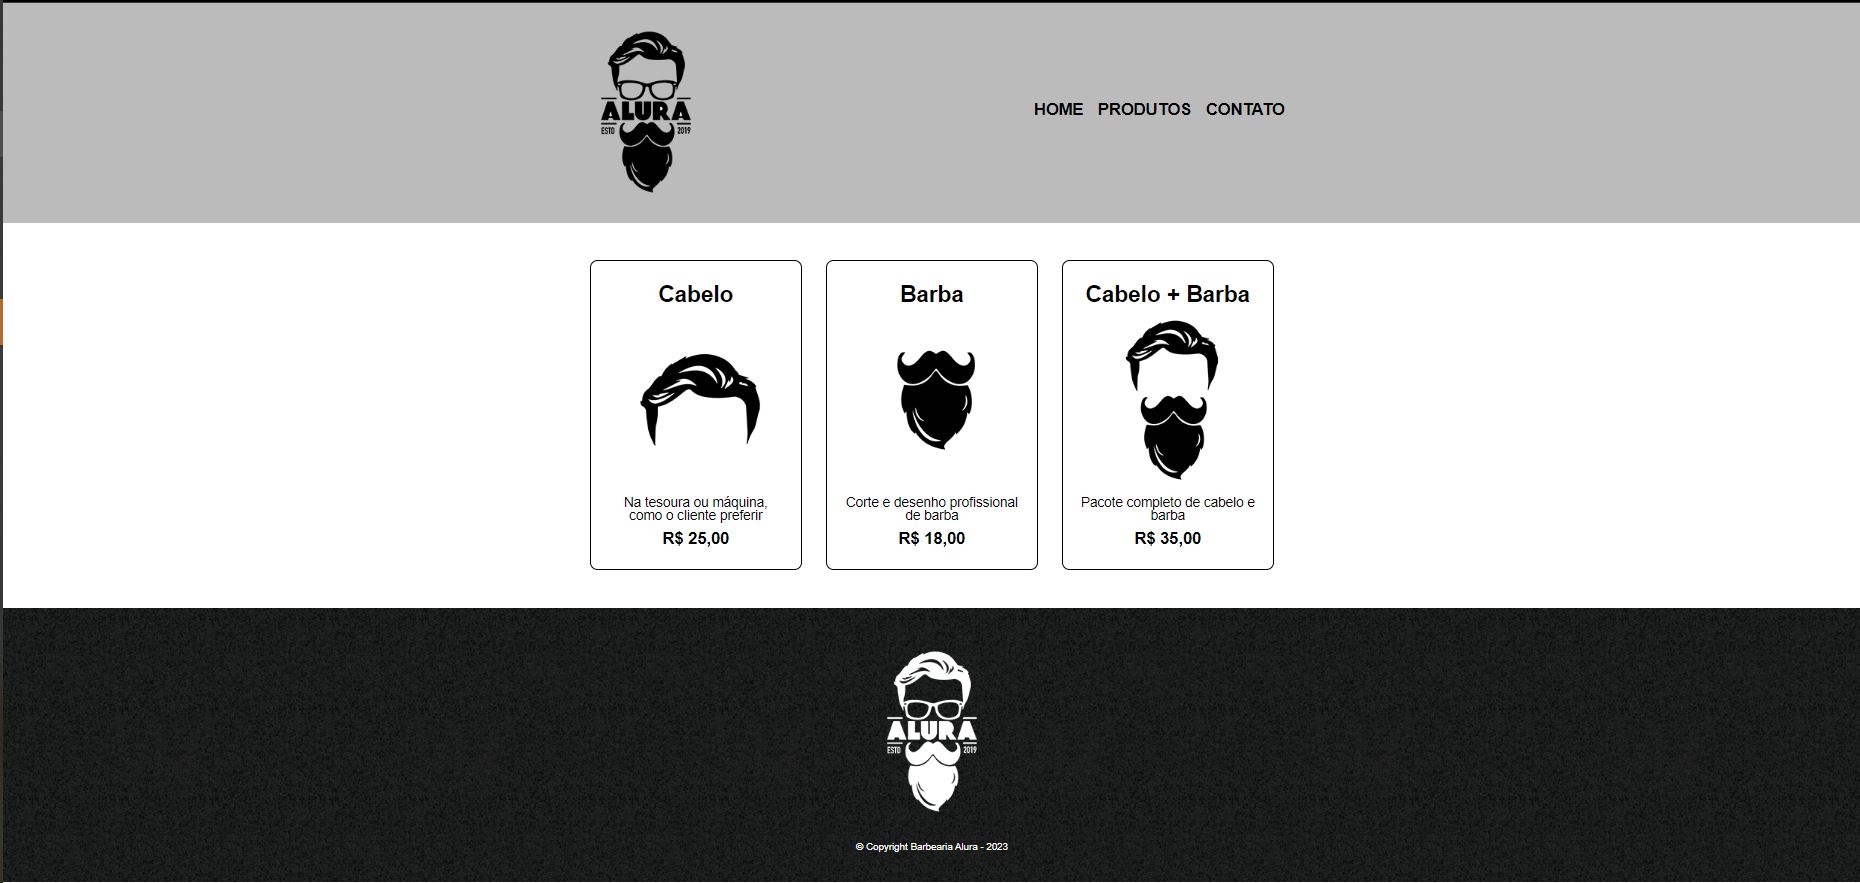 ALURA
ESTD 2019
HOME PRODUTOS CONTATO
Cabelo
Na tesoura ou máquina,
como o cliente preferir
R$ 25,00
Barba
Corte e desenho profissional
de barba
R$ 18,00
Cabelo + Barba
Pacote completo de cabelo e
barba
R$ 35,00
ALURA
ESTD 2019
© Copyright Barbearia Alura - 2023